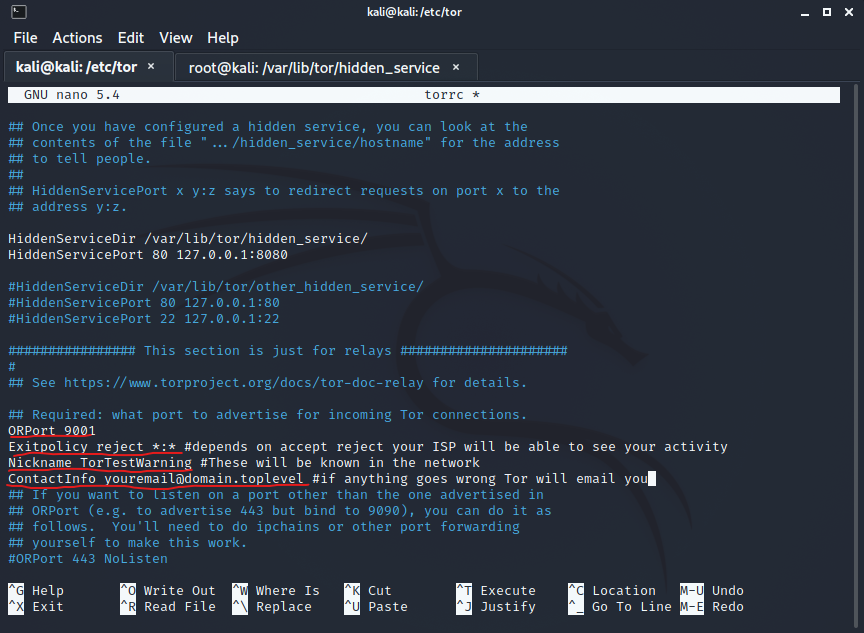 kali@kali: /etc/tor
File Actions Edit View Help
kali@kali: /etc/tor × root@kali: /var/lib/tor/hidden_service ×
GNU nano 5.4 torrc *
## Once you have configured a hidden service, you can look at the
## contents of the file ".../hidden_service/hostname" for the address
## to tell people.
##
## HiddenServicePort x y:z says to redirect requests on port x to the
## address y:z.
HiddenServiceDir /var/lib/tor/hidden_service/
HiddenServicePort 80 127.0.0.1:8080
#HiddenServiceDir /var/lib/tor/other_hidden_service/
#HiddenServicePort 80 127.0.0.1:80
#HiddenServicePort 22 127.0.0.1:22
################ This section is just for relays #####################
#
## See https://www.torproject.org/docs/tor-doc-relay for details.
## Required: what port to advertise for incoming Tor connections.
ORPort 9001
Exitpolicy reject *:* #depends on accept reject your ISP will be able to see your activity
Nickname TorTestWarning #These will be known in the network
ContactInfo youremail@domain.toplevel #if anything goes wrong Tor will email you
## If you want to listen on a port other than the one advertised in
## ORPort (e.g. to advertise 443 but bind to 9090), you can do it as
## follows.  You'll need to do ipchains or other port forwarding
## yourself to make this work.
#ORPort 443 NoListen
^G Help ^O Write Out ^W Where Is ^K Cut ^T Execute ^C Location M-U Undo
^X Exit ^R Read File ^\ Replace ^U Paste ^J Justify ^_ Go To Line M-E Redo